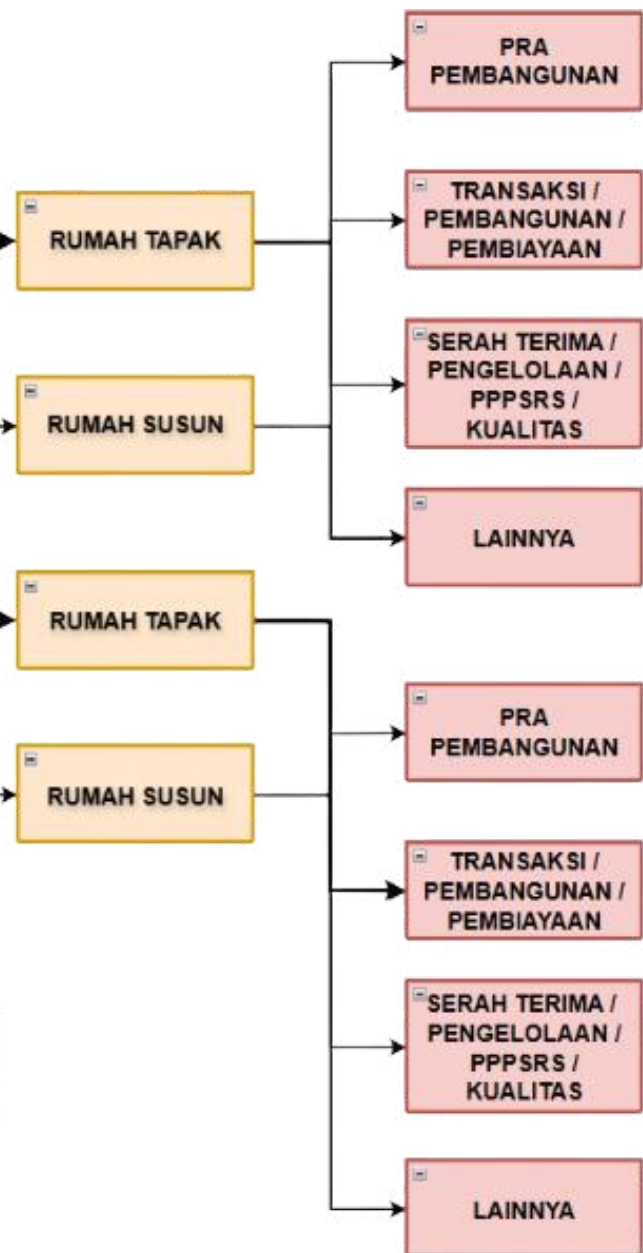 PRA
PEMBANGUNAN
RUMAH TAPAK
TRANSAKSI /
PEMBANGUNAN /
PEMBIAYAAN
RUMAH SUSUN
SERAH TERIMA /
PENGELOLAAN /
PPPSRS /
KUALITAS
LAINNYA
RUMAH TAPAK
PRA
PEMBANGUNAN
RUMAH SUSUN
TRANSAKSI /
PEMBANGUNAN /
PEMBIAYAAN
SERAH TERIMA /
PENGELOLAAN /
PPPSRS /
KUALITAS
LAINNYA